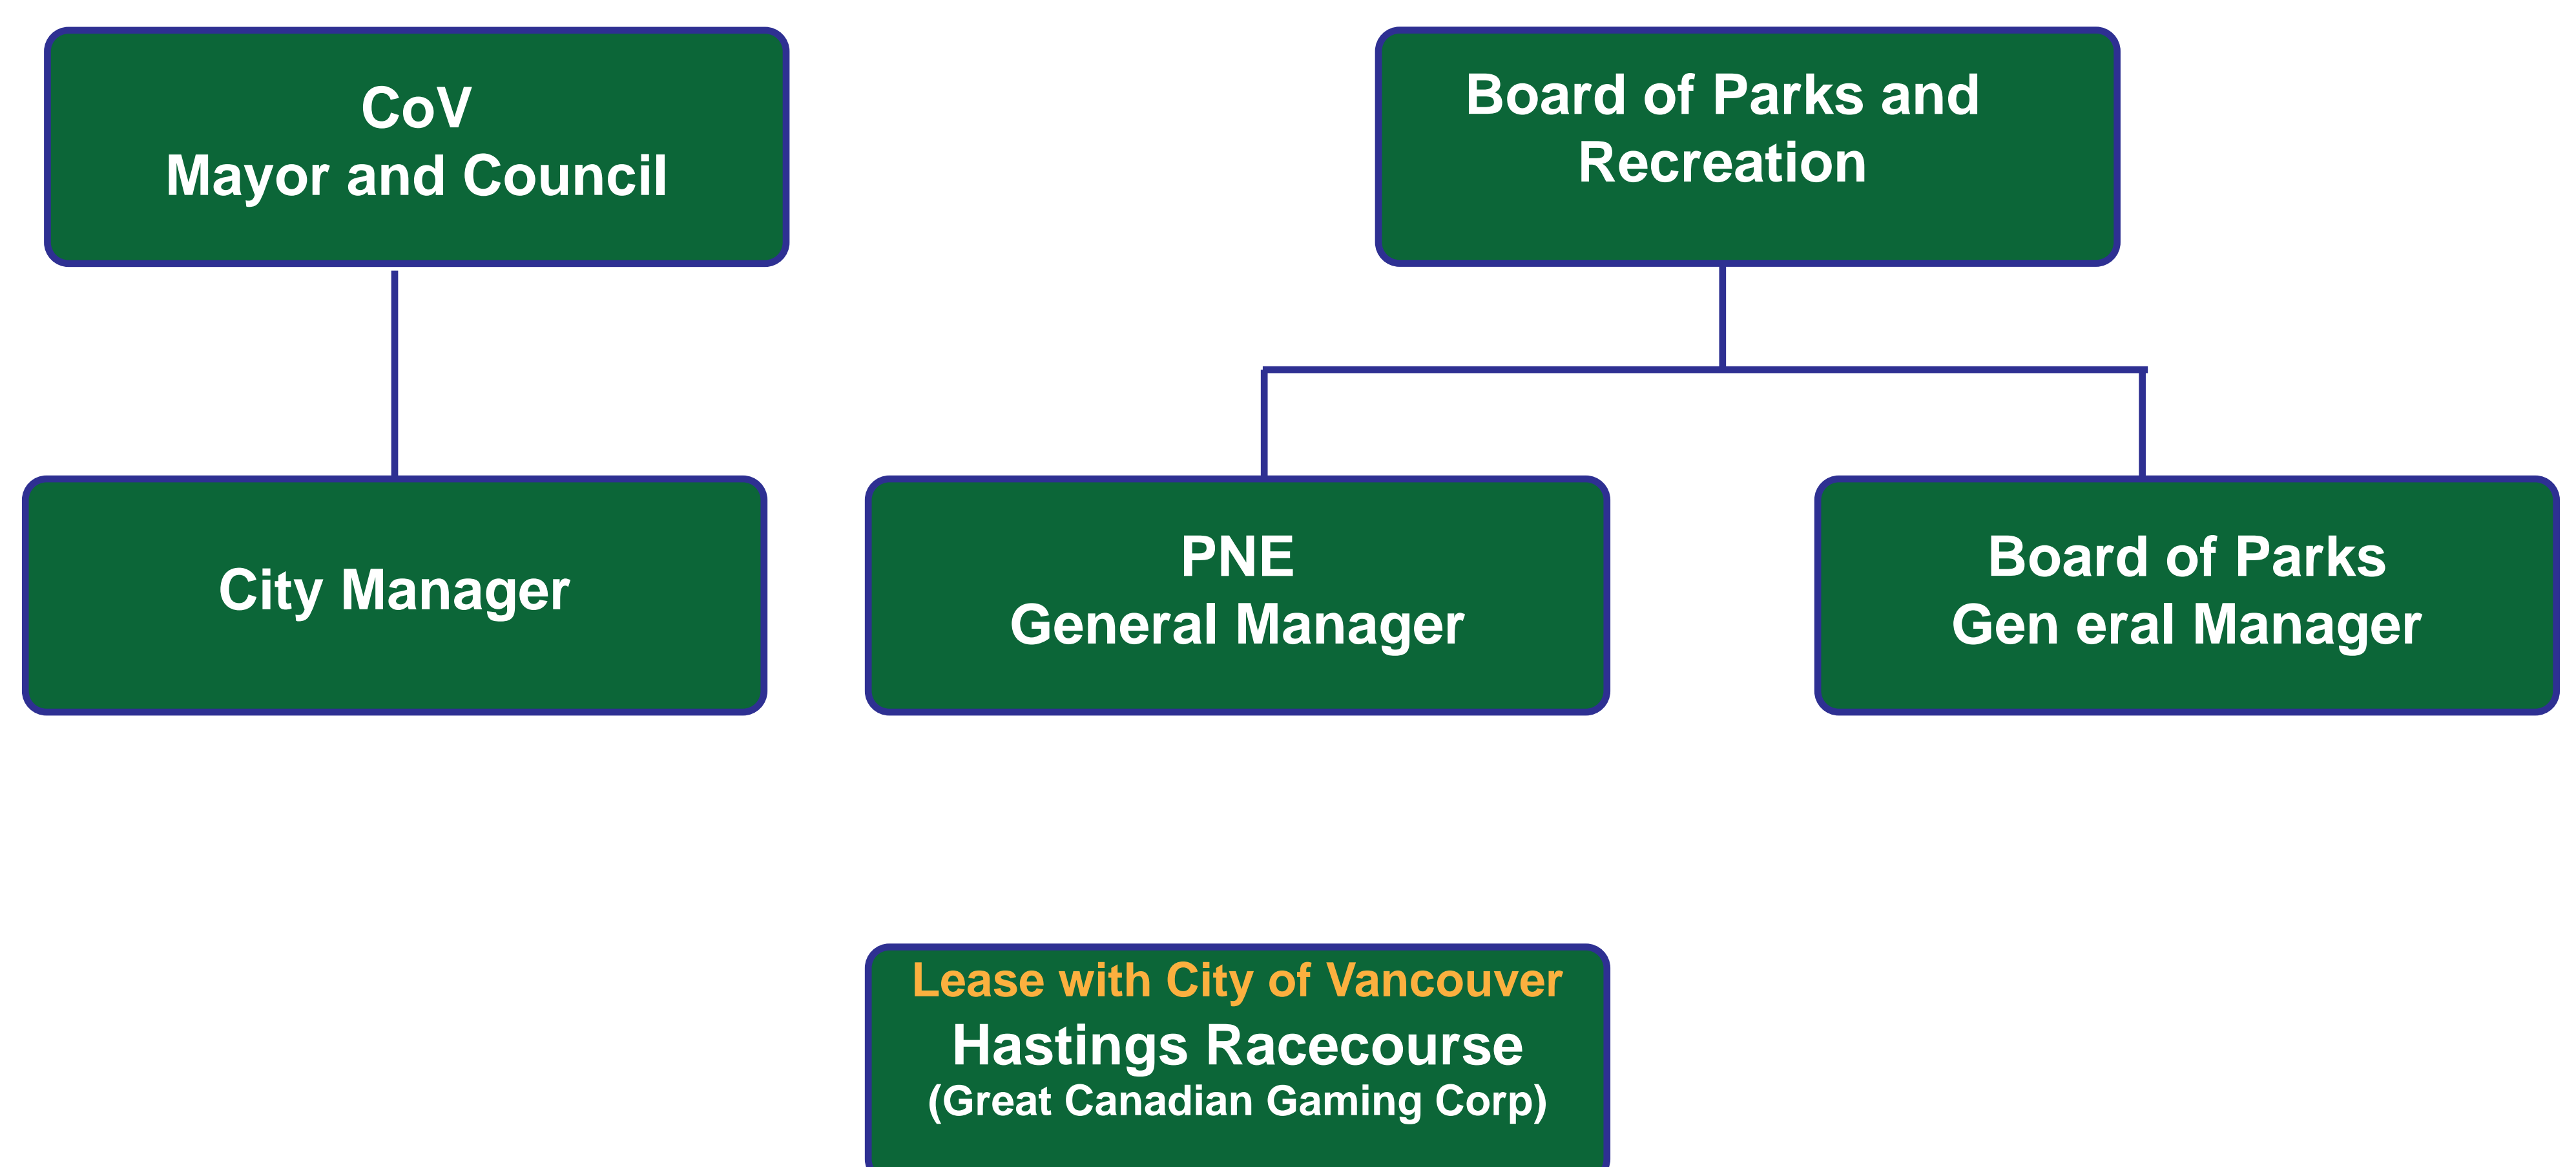 CoV
Mayor and Council
Board of Parks and
Recreation
City Manager
PNE
General Manager
Board of Parks
Gen eral Manager
Lease with City of Vancouver
Hastings Racecourse
(Great Canadian Gaming Corp)